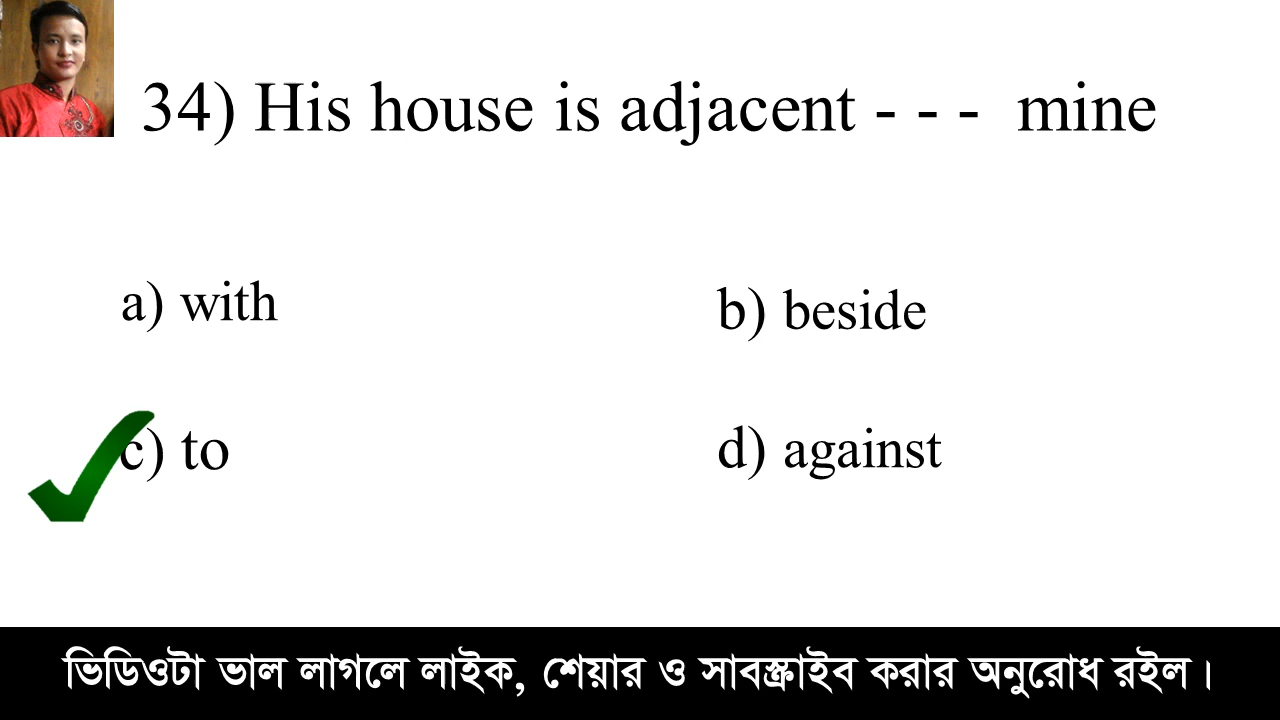 34) His house is adjacent - - - mine
a) with
b) beside
c) to
d) against
ভিডিওটা ভাল লাগলে লাইক, শেয়ার ও সাবস্ক্রাইব করার অনুরোধ রইল।